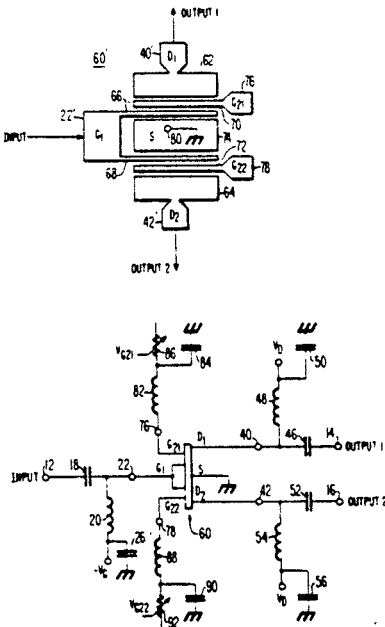 OUTPUT 1
60'
40'
D1
62
76
66
G21
22'
70
INPUT
G1
S
80
74
72
G22
78
68
64
42'
D2
OUTPUT 2
VG21
86
84
VD
50
82
48
76
G21
D1
40
46
14
OUTPUT 1
INPUT
12
18
22
G1
S
D2
G22
42
52
16
OUTPUT 2
20
78
60
26'
88
54
-VG
90
VD
56
VG22
92